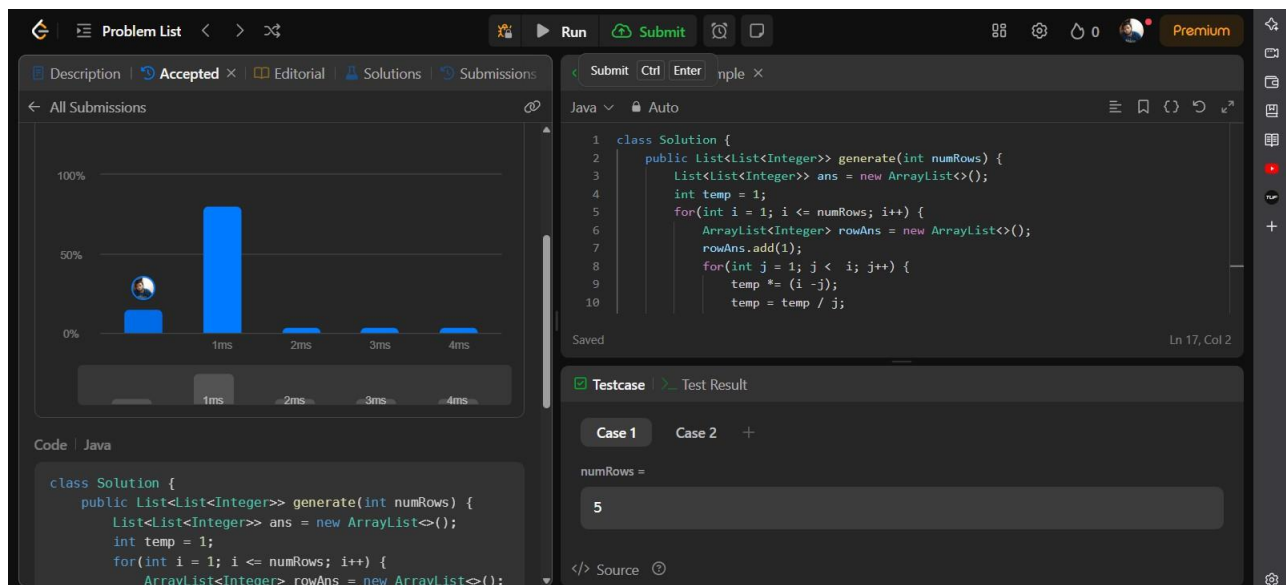 Problem List
Run
Submit
0
Premium
Description
Accepted
Editorial
Solutions
Submissions
Submit Ctrl Enter
mple
All Submissions
Java
Auto
100%
50%
0%
1ms 2ms 3ms 4ms
1ms 2ms 3ms 4ms
Code
Java
class Solution {
public List<List<Integer>> generate(int numRows) {
List<List<Integer>> ans = new ArrayList<>();
int temp = 1;
for(int i = 1; i <= numRows; i++) {
ArrayList<Integer> rowAns = new ArrayList<>();
1 class Solution {
2 public List<List<Integer>> generate(int numRows) {
3 List<List<Integer>> ans = new ArrayList<>();
4 int temp = 1;
5 for(int i = 1; i <= numRows; i++) {
6 ArrayList<Integer> rowAns = new ArrayList<>();
7 rowAns.add(1);
8 for(int j = 1; j < i; j++) {
9 temp *= (i -j);
10 temp = temp / j;
Saved
Ln 17, Col 2
Testcase
Test Result
Case 1
Case 2
numRows =
5
Source
TUF